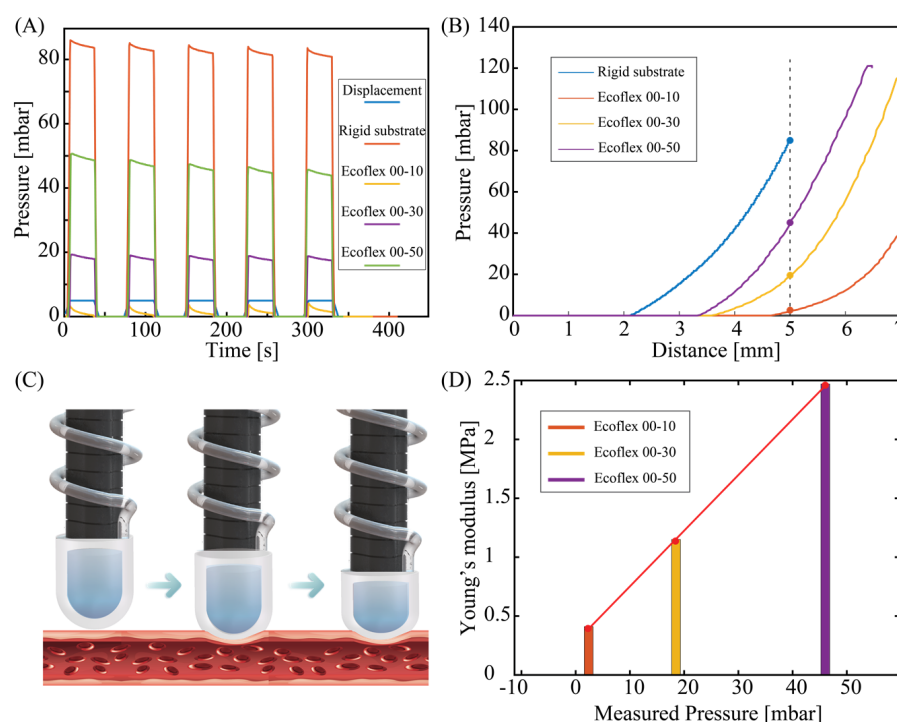 (A)
Pressure [mbar]
80
60
40
20
0
0
100
200
300
400
Time [s]
Displacement
Rigid substrate
Ecoflex 00-10
Ecoflex 00-30
Ecoflex 00-50
(B)
Pressure [mbar]
140
120
100
80
60
40
20
0
0
1
2
3
4
5
6
7
Distance [mm]
Rigid substrate
Ecoflex 00-10
Ecoflex 00-30
Ecoflex 00-50
(C)
(D)
Young's modulus [MPa]
2.5
2
1.5
1
0.5
0
-10
0
10
20
30
40
50
Measured Pressure [mbar]
Ecoflex 00-10
Ecoflex 00-30
Ecoflex 00-50